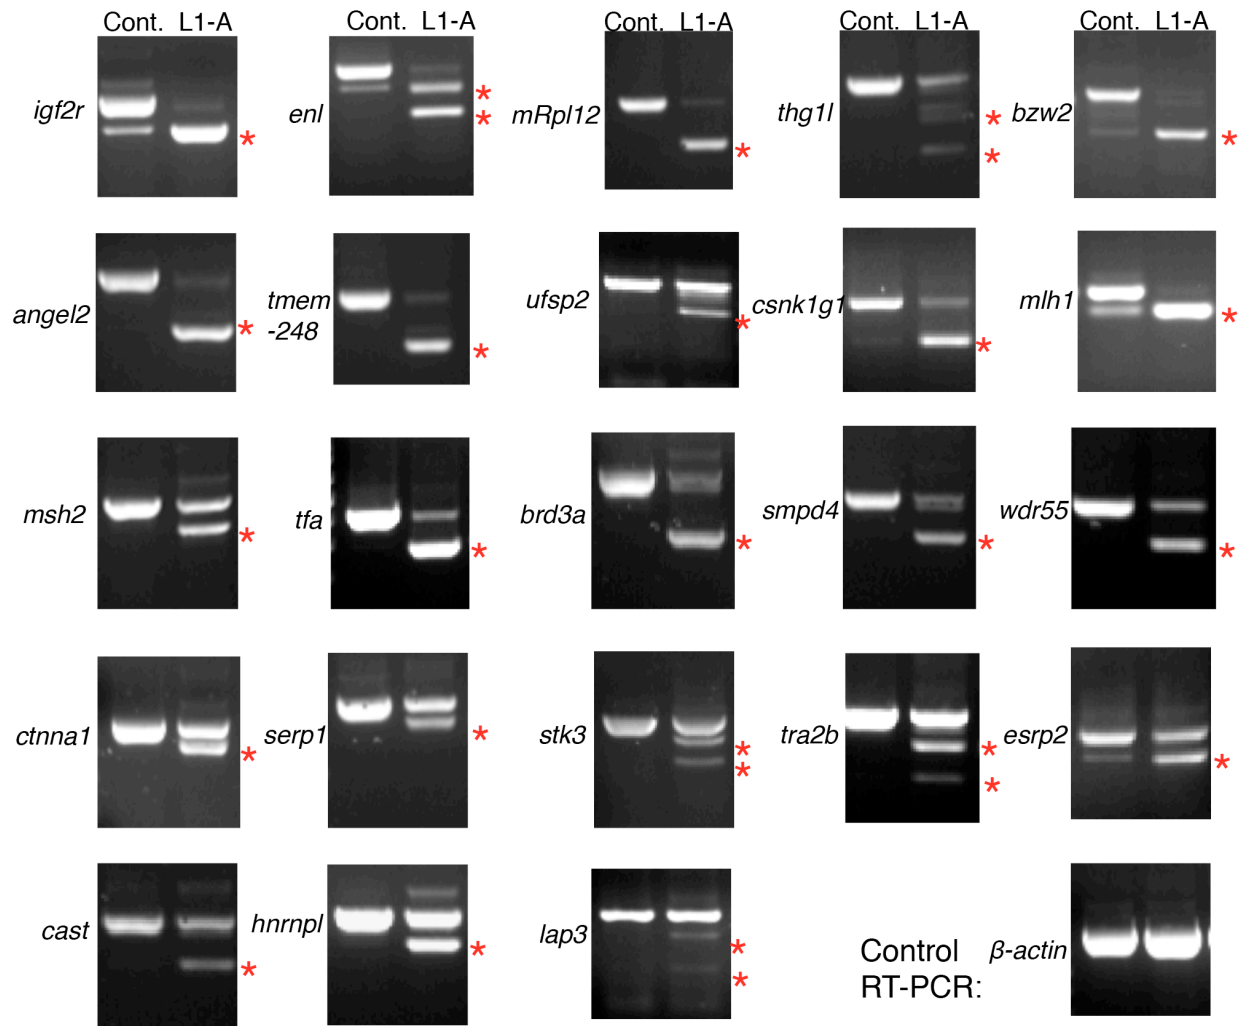 Cont. L1-A Cont. L1-A Cont. L1-A Cont. L1-A Cont. L1-A
igf2r * enl * * mRpl12 * thg1l * * bzw2 *
angel2 * tmem -248 * ufsp2 * csnk1g1 * mlh1 *
msh2 * tfa * brd3a * smpd4 * wdr55 *
ctnna1 * serp1 * stk3 * * tra2b * * esrp2 *
cast * hnrnpl * lap3 * * Control RT-PCR: β-actin